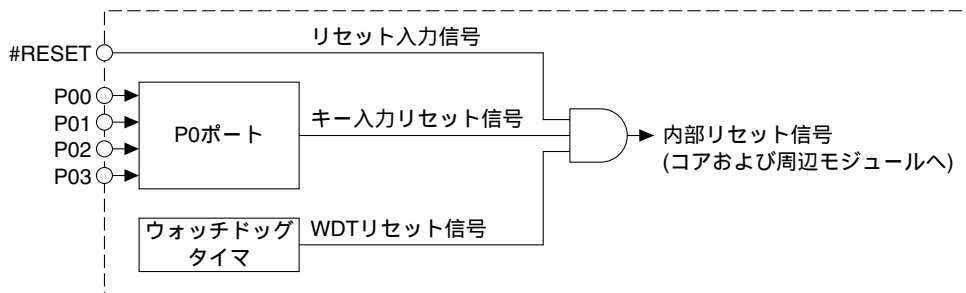 リセット入力信号
#RESET
P00
P01
P02
P03
P0ポート
キー入力リセット信号
内部リセット信号
(コアおよび周辺モジュールへ)
ウォッチドッグ
タイマ
WDTリセット信号